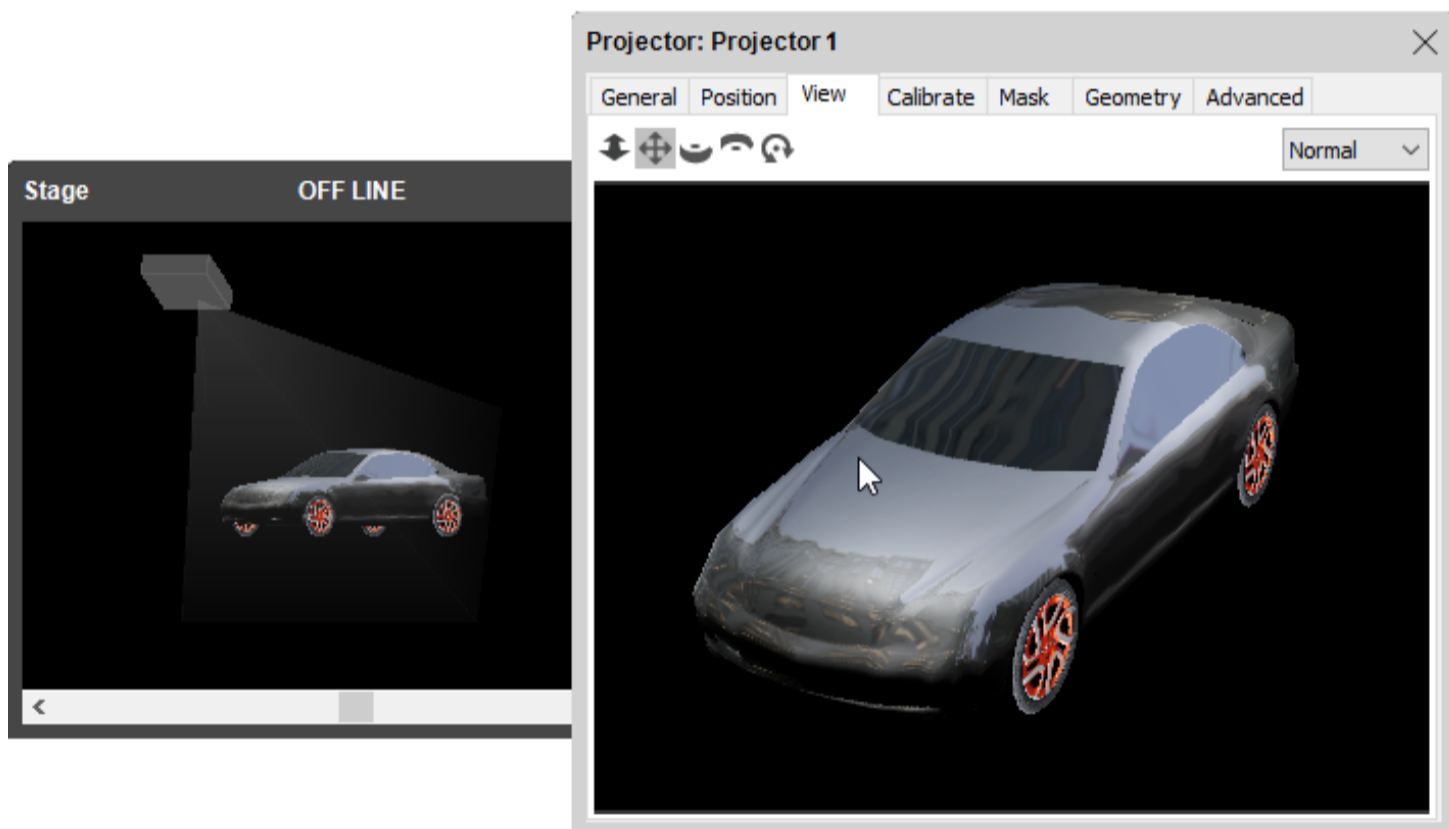 Projector: Projector 1
General Position View Calibrate Mask Geometry Advanced
Normal
Stage OFF LINE